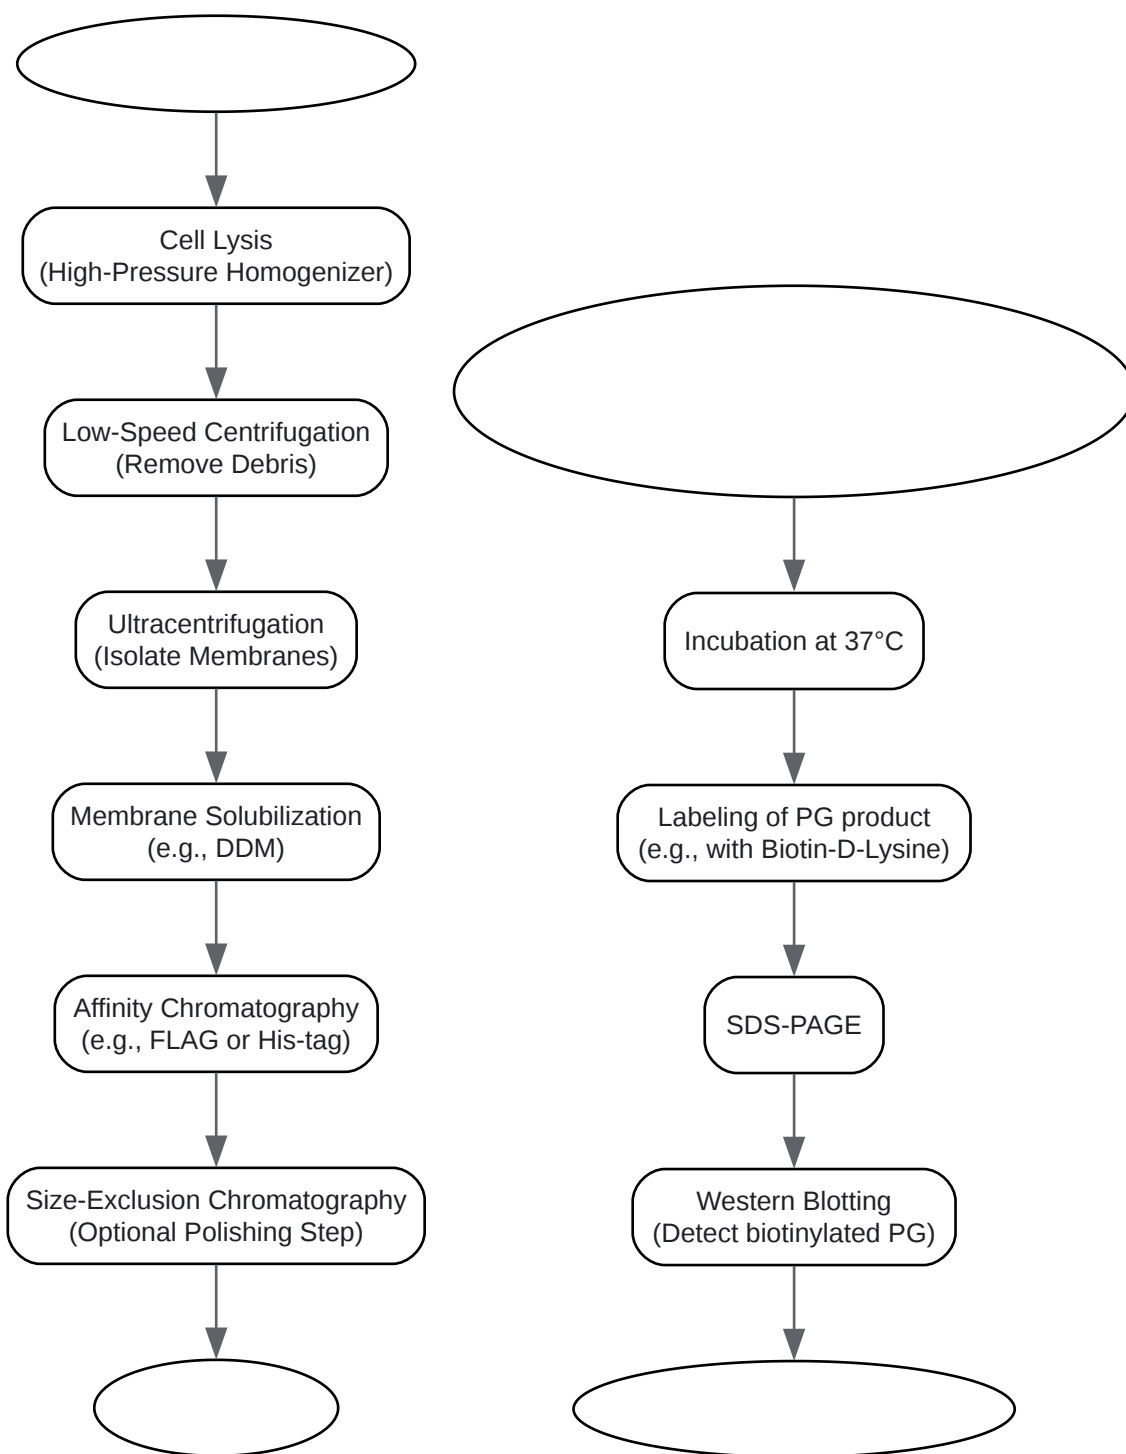 Cell Lysis
(High-Pressure Homogenizer)
Low-Speed Centrifugation
(Remove Debris)
Ultracentrifugation
(Isolate Membranes)
Membrane Solubilization
(e.g., DDM)
Affinity Chromatography
(e.g., FLAG or His-tag)
Size-Exclusion Chromatography
(Optional Polishing Step)
Incubation at 37°C
Labeling of PG product
(e.g., with Biotin-D-Lysine)
SDS-PAGE
Western Blotting
(Detect biotinylated PG)